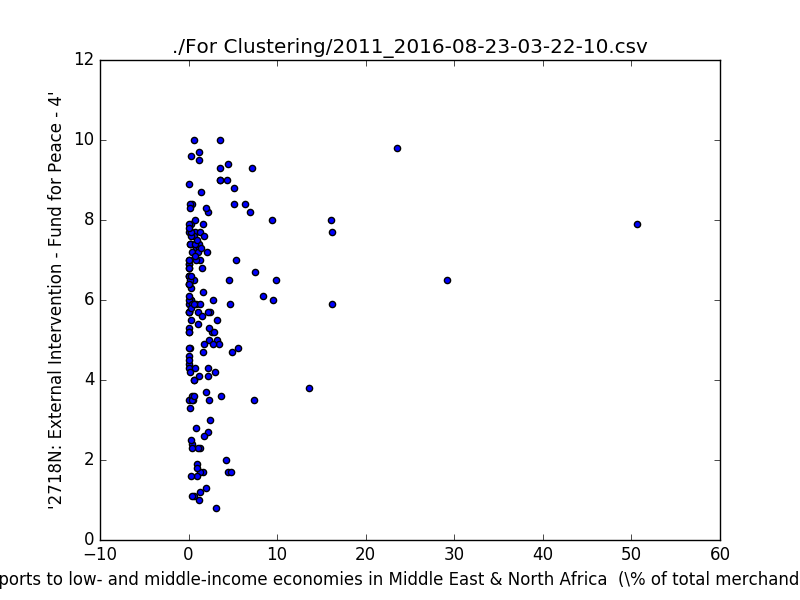 ./For Clustering/2011_2016-08-23-03-22-10.csv
12
10
8
6
4
2
0
'2718N: External Intervention - Fund for Peace - 4'
−10 0 10 20 30 40 50 60
ports to low- and middle-income economies in Middle East & North Africa (\% of total merchand